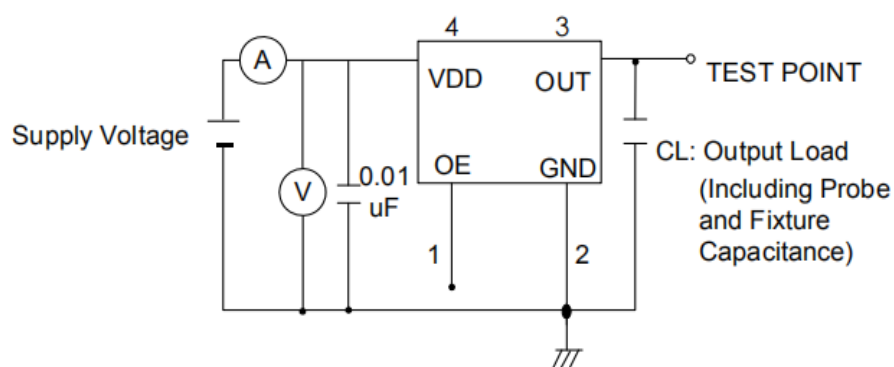 4
3
A
VDD
OUT
TEST POINT
Supply Voltage
OE
GND
CL: Output Load
(Including Probe
and Fixture
Capacitance)
V
0.01
uF
1
2